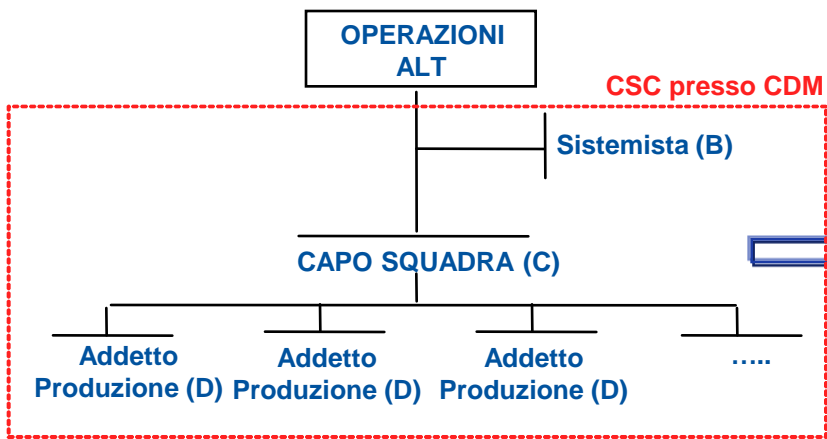 OPERAZIONI
ALT
CSC presso CDM
Sistemista (B)
CAPO SQUADRA (C)
Addetto
Produzione (D)
Addetto
Produzione (D)
Addetto
Produzione (D)
…..